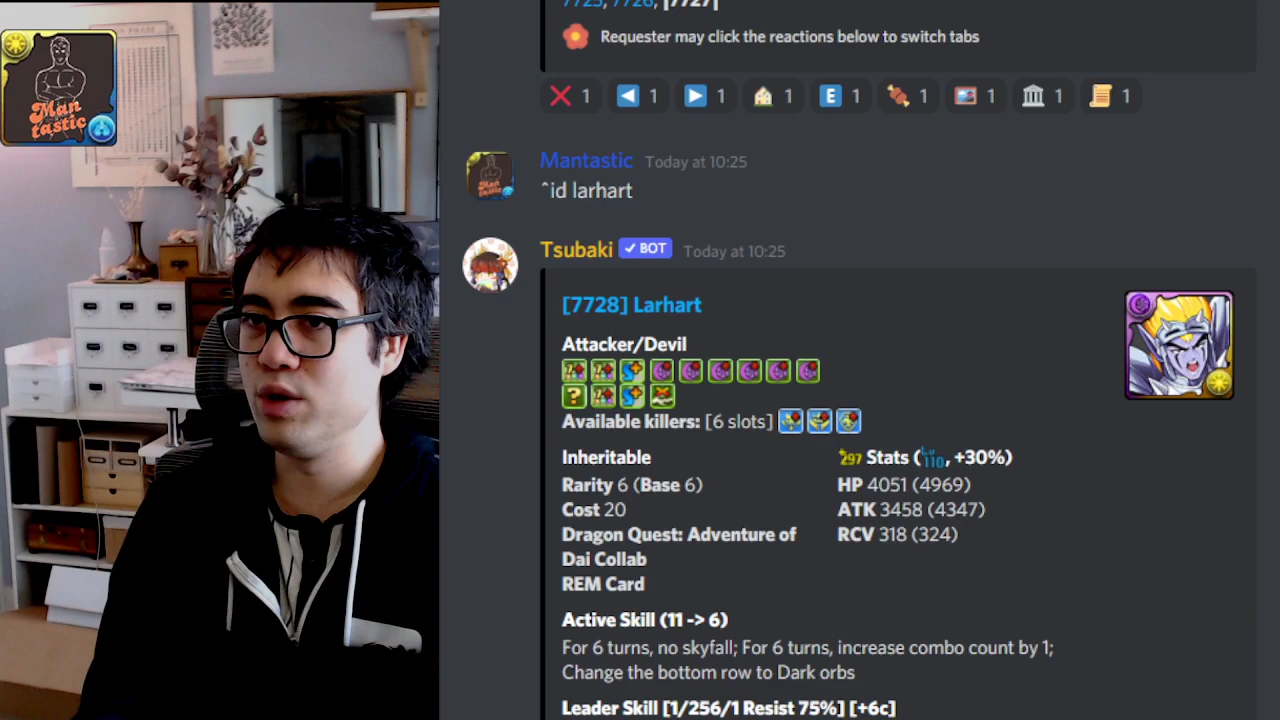 7725, 7726, [7727]
Requester may click the reactions below to switch tabs
1 1 1 1 E 1 1 1 1 1
Man
tastic
Mantastic Today at 10:25
^id larhart
Tsubaki ✓ BOT Today at 10:25
[7728] Larhart
Attacker/Devil
Available killers: [6 slots]
Inheritable
Rarity 6 (Base 6)
Cost 20
Dragon Quest: Adventure of
Dai Collab
REM Card
297 Stats (Lv 110, +30%)
HP 4051 (4969)
ATK 3458 (4347)
RCV 318 (324)
Active Skill (11 -> 6)
For 6 turns, no skyfall; For 6 turns, increase combo count by 1;
Change the bottom row to Dark orbs
Leader Skill [1/256/1 Resist 75%] [+6c]